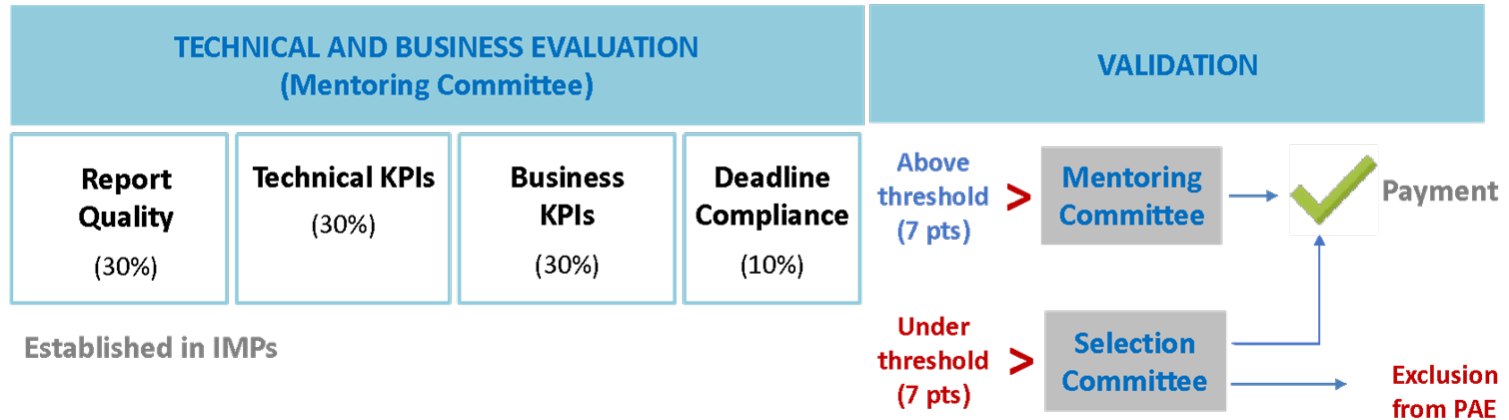 TECHNICAL AND BUSINESS EVALUATION
(Mentoring Committee)
VALIDATION
Report
Quality
(30%)
Technical KPIs
(30%)
Business
KPIs
(30%)
Deadline
Compliance
(10%)
Established in IMPs
Above
threshold
(7 pts)
>
Mentoring
Committee
Payment
Under
threshold
(7 pts)
>
Selection
Committee
Exclusion
from PAE